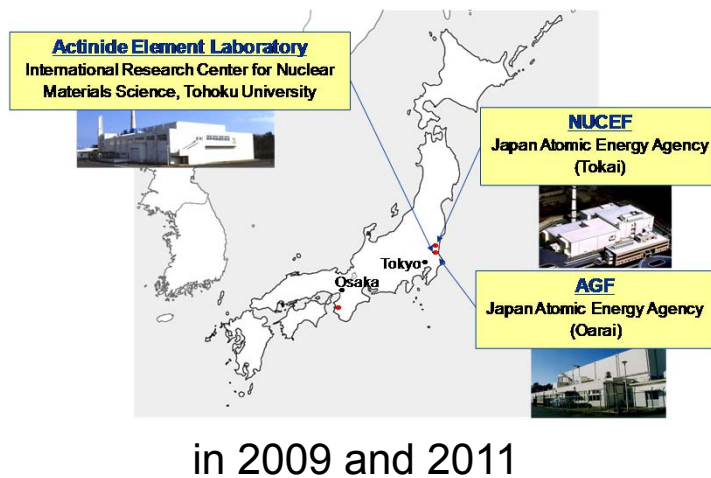 Actinide Element Laboratory
International Research Center for Nuclear
Materials Science, Tohoku University
NUCEF
Japan Atomic Energy Agency
(Tokai)
Tokyo
Osaka
AGF
Japan Atomic Energy Agency
(Oarai)
in 2009 and 2011